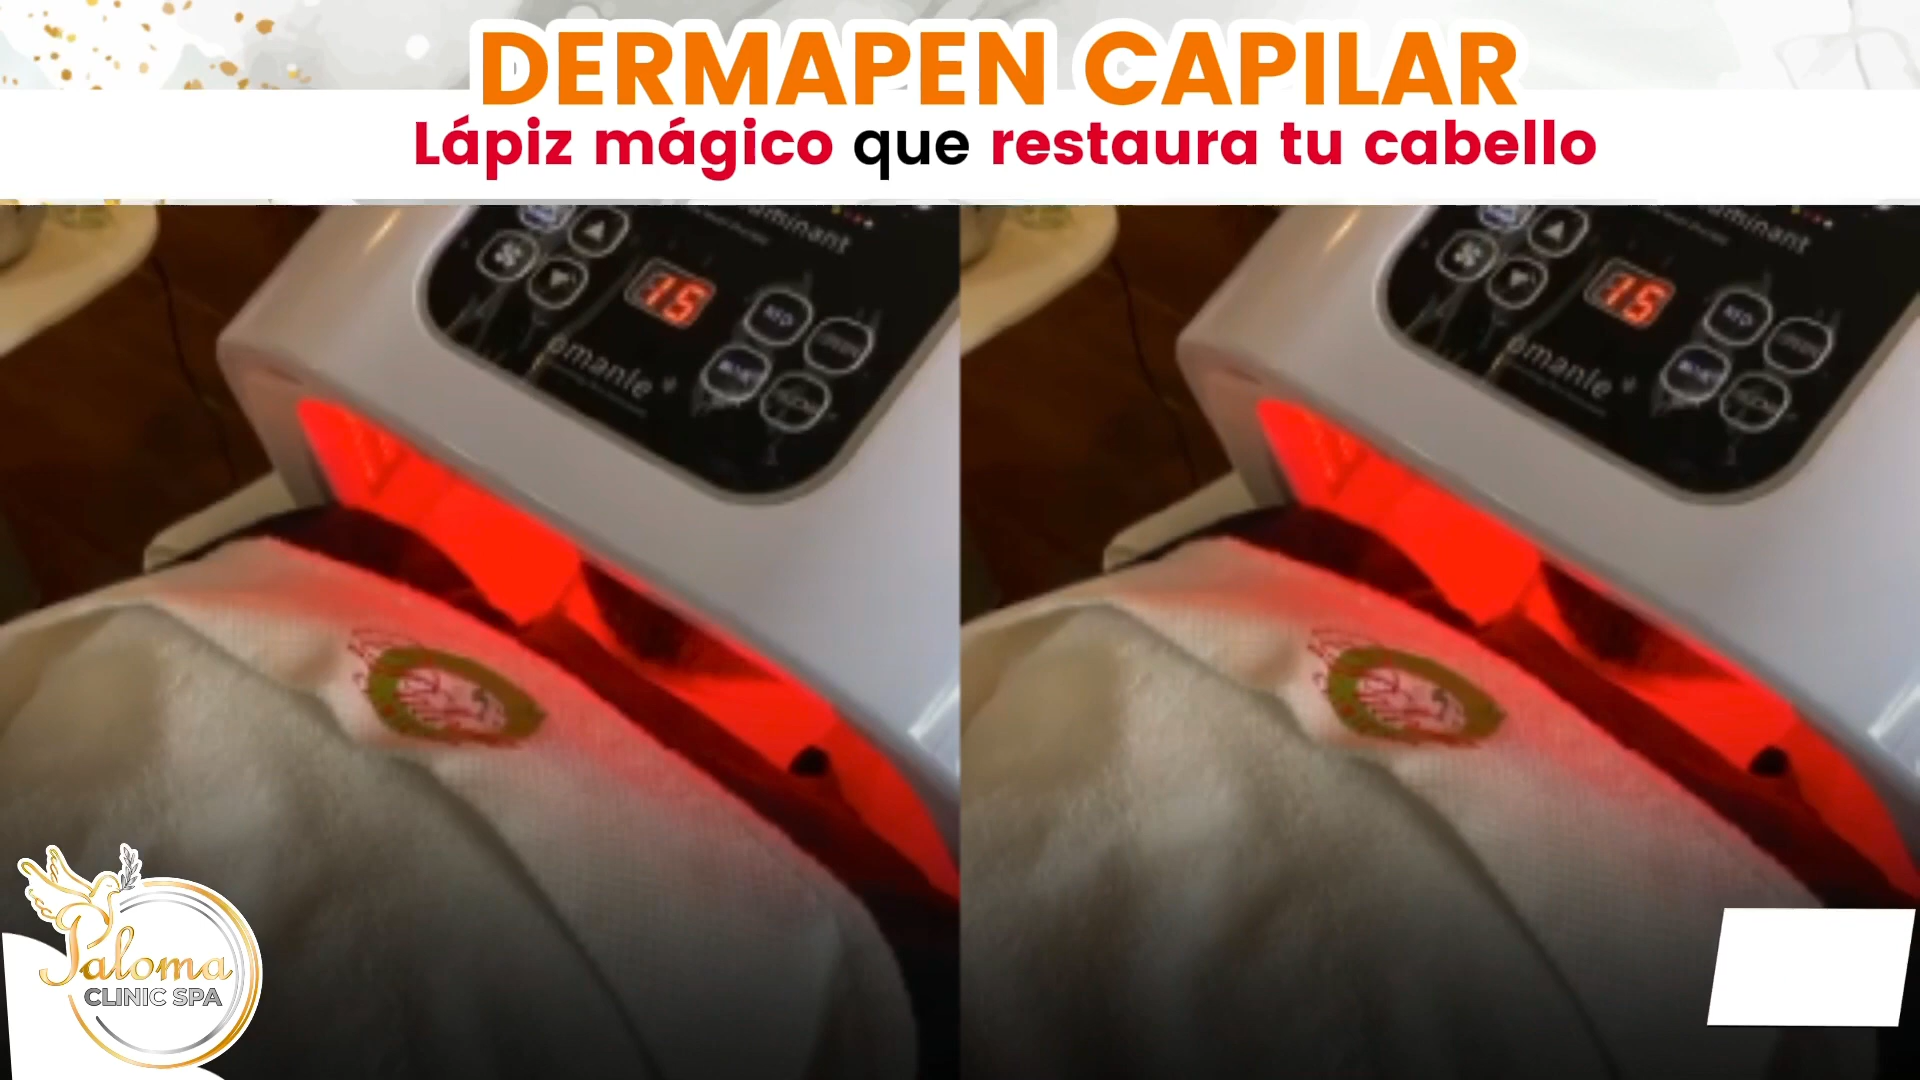 DERMAPEN CAPILAR
Lápiz mágico que restaura tu cabello
15
15
Paloma
CLINIC SPA